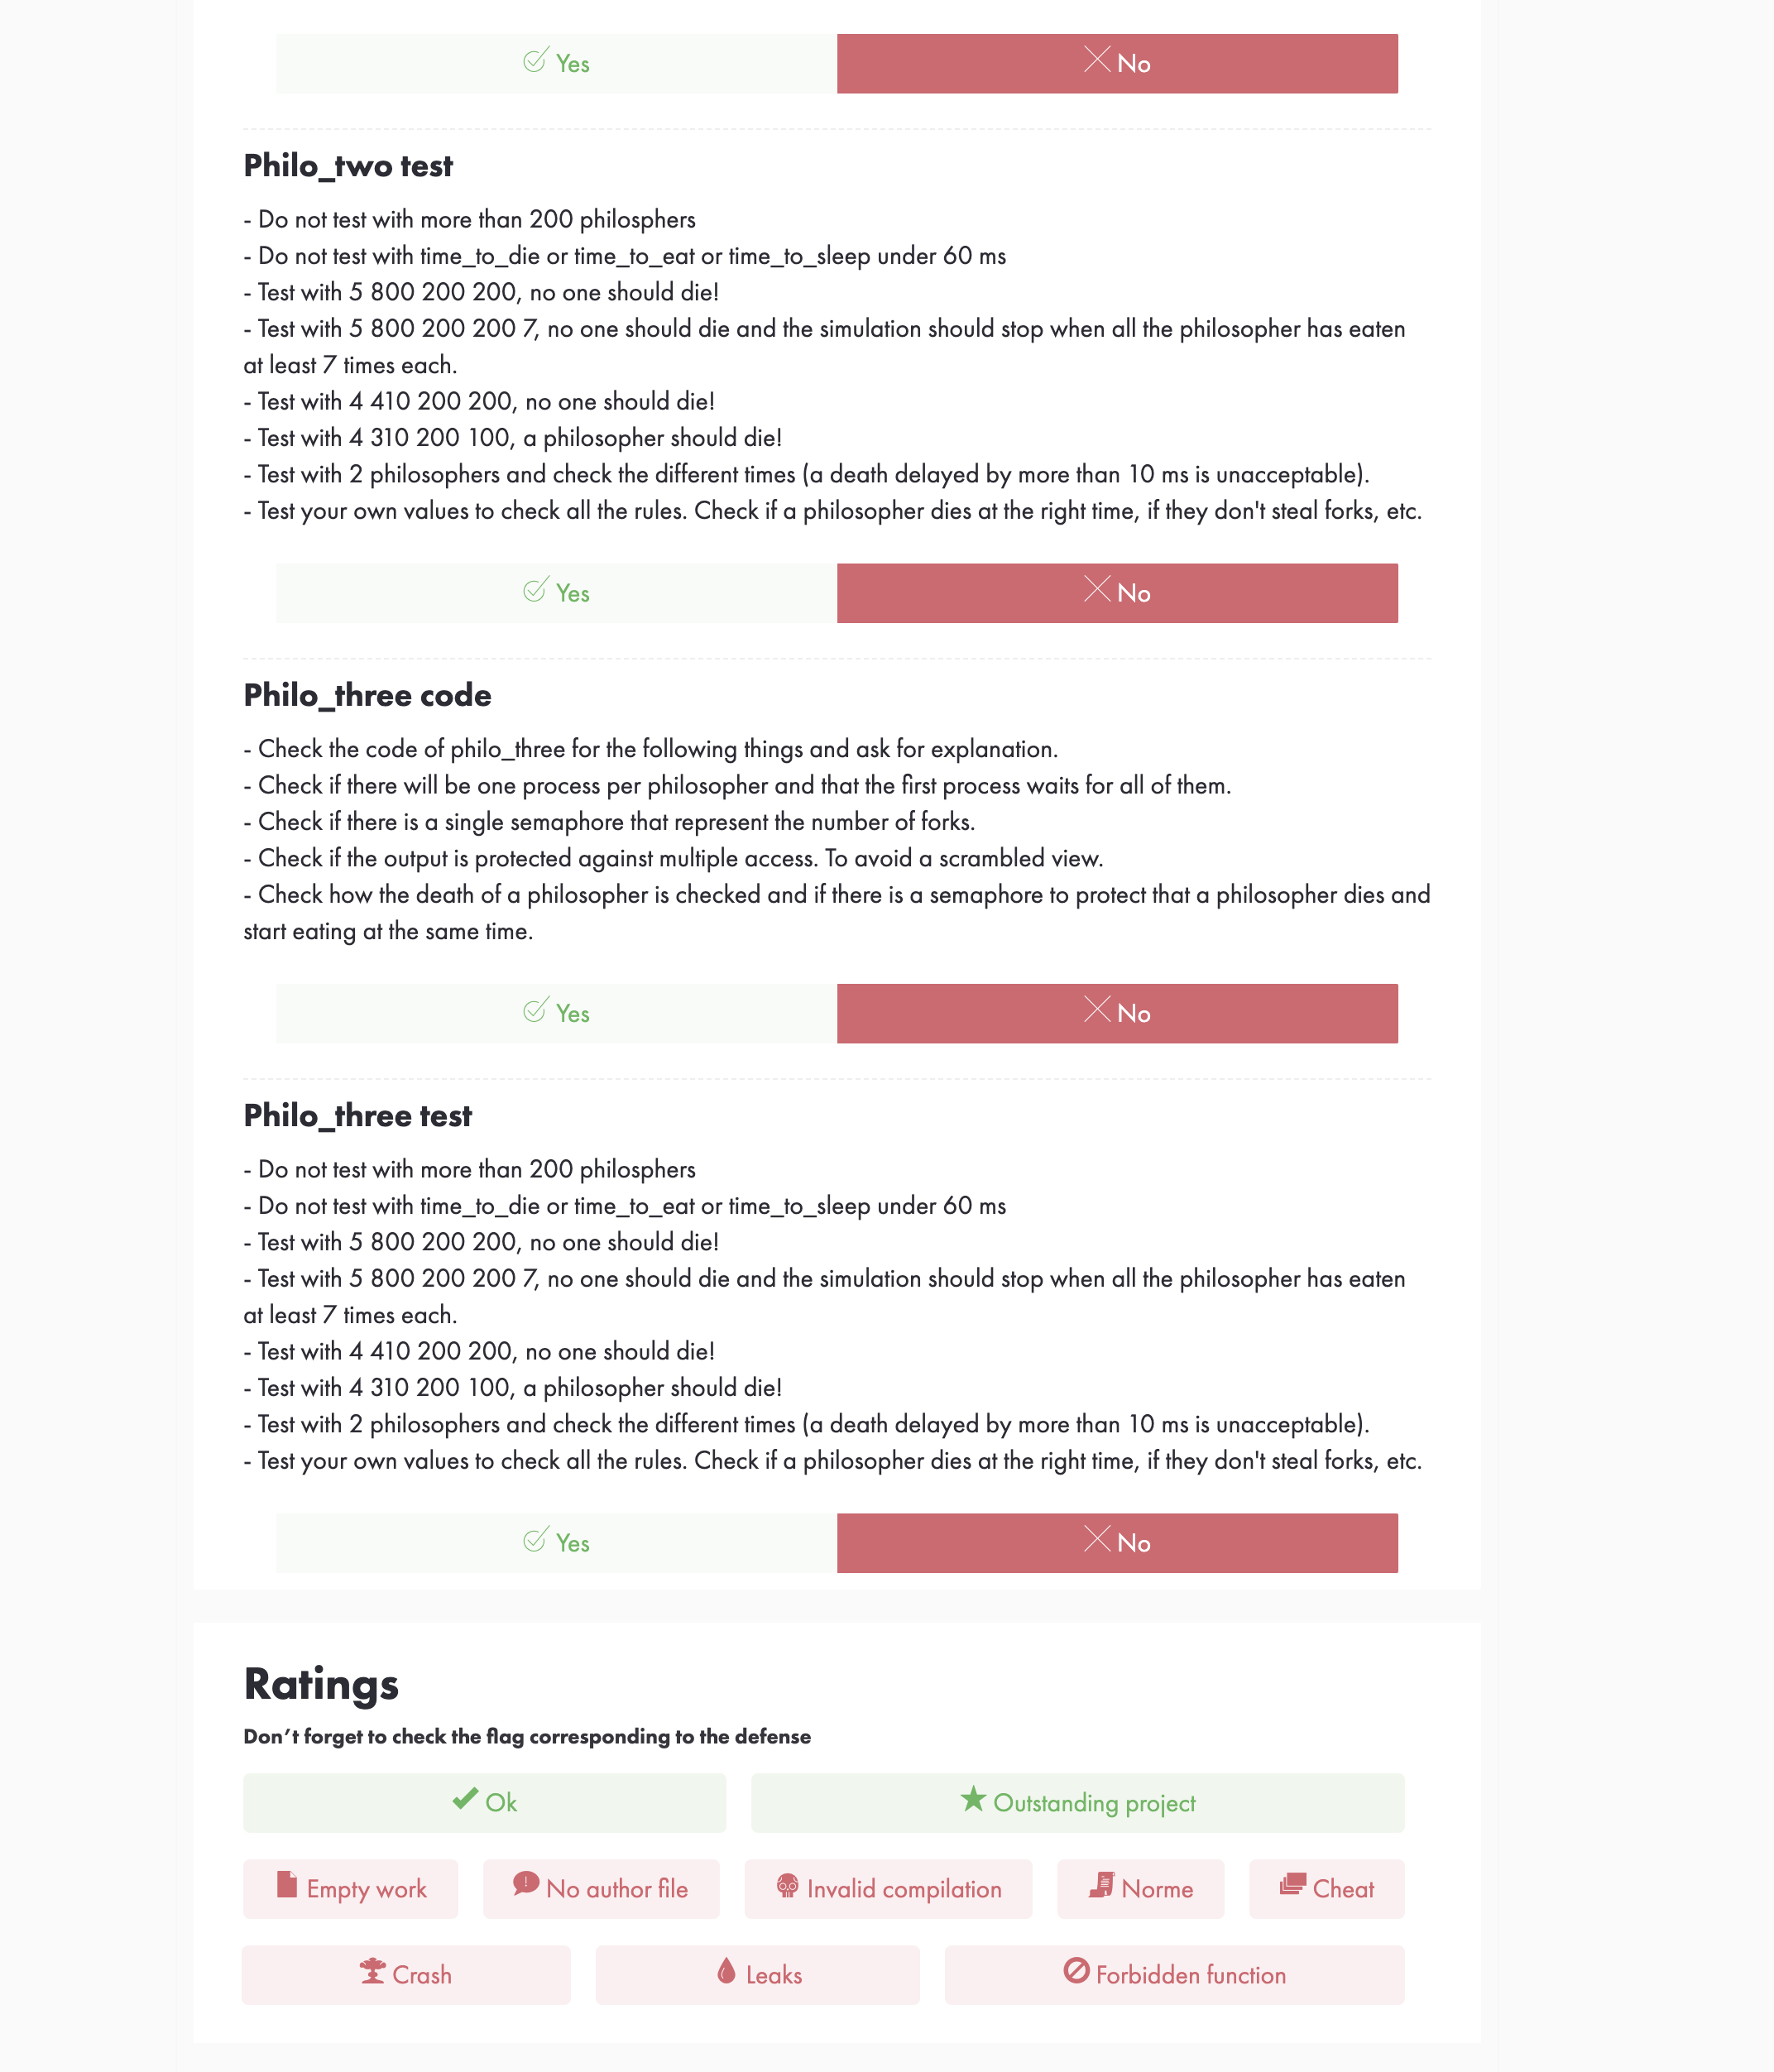 Yes
No
Philo_two test
- Do not test with more than 200 philosphers
- Do not test with time_to_die or time_to_eat or time_to_sleep under 60 ms
- Test with 5 800 200 200, no one should die!
- Test with 5 800 200 200 7, no one should die and the simulation should stop when all the philosopher has eaten
at least 7 times each.
- Test with 4 410 200 200, no one should die!
- Test with 4 310 200 100, a philosopher should die!
- Test with 2 philosophers and check the different times (a death delayed by more than 10 ms is unacceptable).
- Test your own values to check all the rules. Check if a philosopher dies at the right time, if they don't steal forks, etc.
Yes
No
Philo_three code
- Check the code of philo_three for the following things and ask for explanation.
- Check if there will be one process per philosopher and that the first process waits for all of them.
- Check if there is a single semaphore that represent the number of forks.
- Check if the output is protected against multiple access. To avoid a scrambled view.
- Check how the death of a philosopher is checked and if there is a semaphore to protect that a philosopher dies and
start eating at the same time.
Yes
No
Philo_three test
- Do not test with more than 200 philosphers
- Do not test with time_to_die or time_to_eat or time_to_sleep under 60 ms
- Test with 5 800 200 200, no one should die!
- Test with 5 800 200 200 7, no one should die and the simulation should stop when all the philosopher has eaten
at least 7 times each.
- Test with 4 410 200 200, no one should die!
- Test with 4 310 200 100, a philosopher should die!
- Test with 2 philosophers and check the different times (a death delayed by more than 10 ms is unacceptable).
- Test your own values to check all the rules. Check if a philosopher dies at the right time, if they don't steal forks, etc.
Yes
No
Ratings
Don’t forget to check the flag corresponding to the defense
Ok
Outstanding project
Empty work
No author file
Invalid compilation
Norme
Cheat
Crash
Leaks
Forbidden function